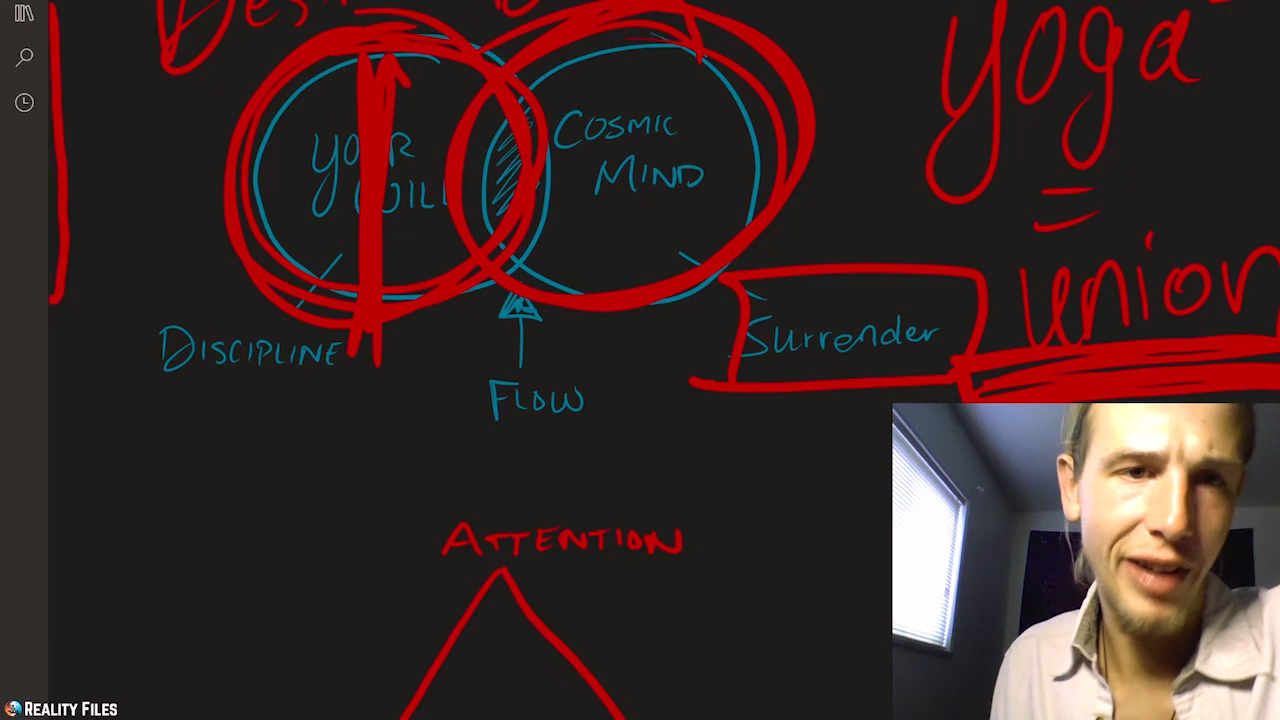 Yoga
=
union
YOUR
WILL
COSMIC
MIND
DISCIPLINE
FLOW
Surrender
ATTENTION
REALITY FILES